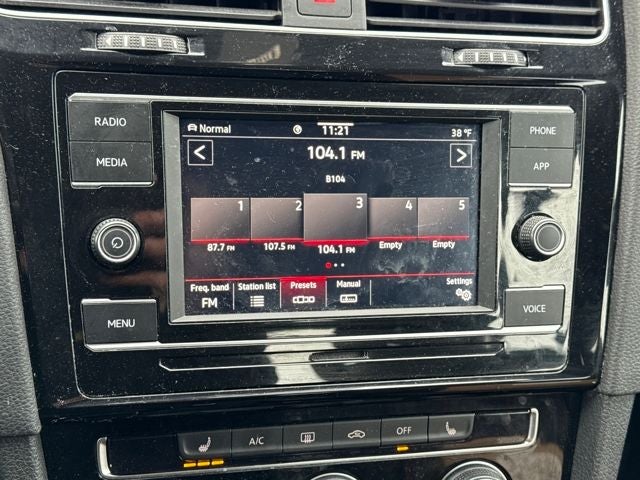 RADIO
MEDIA
MENU
PHONE
APP
VOICE
Normal 11:21 38 °F
< 104.1 FM >
B104
1 2 3 4 5
87.7 FM 107.5 FM 104.1 FM Empty Empty
Freq. band Station list Presets Manual Settings
FM
A/C OFF